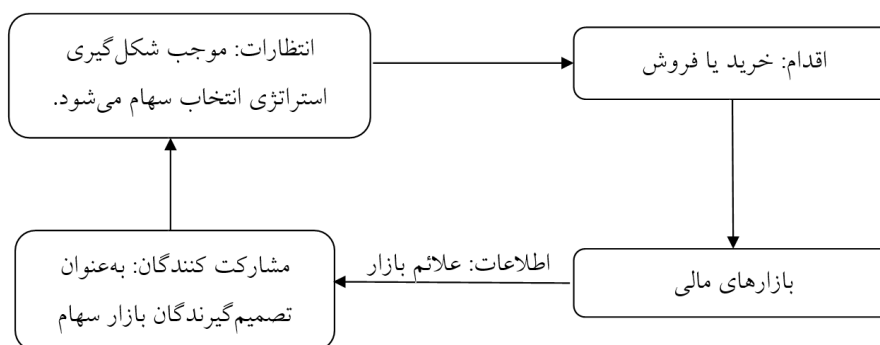 انتظارات: موجب شکل‌گیری
استراتژی انتخاب سهام می‌شود.
اقدام: خرید یا فروش
بازارهای مالی
اطلاعات: علائم بازار
مشارکت کنندگان: به‌عنوان
تصمیم‌گیرندگان بازار سهام